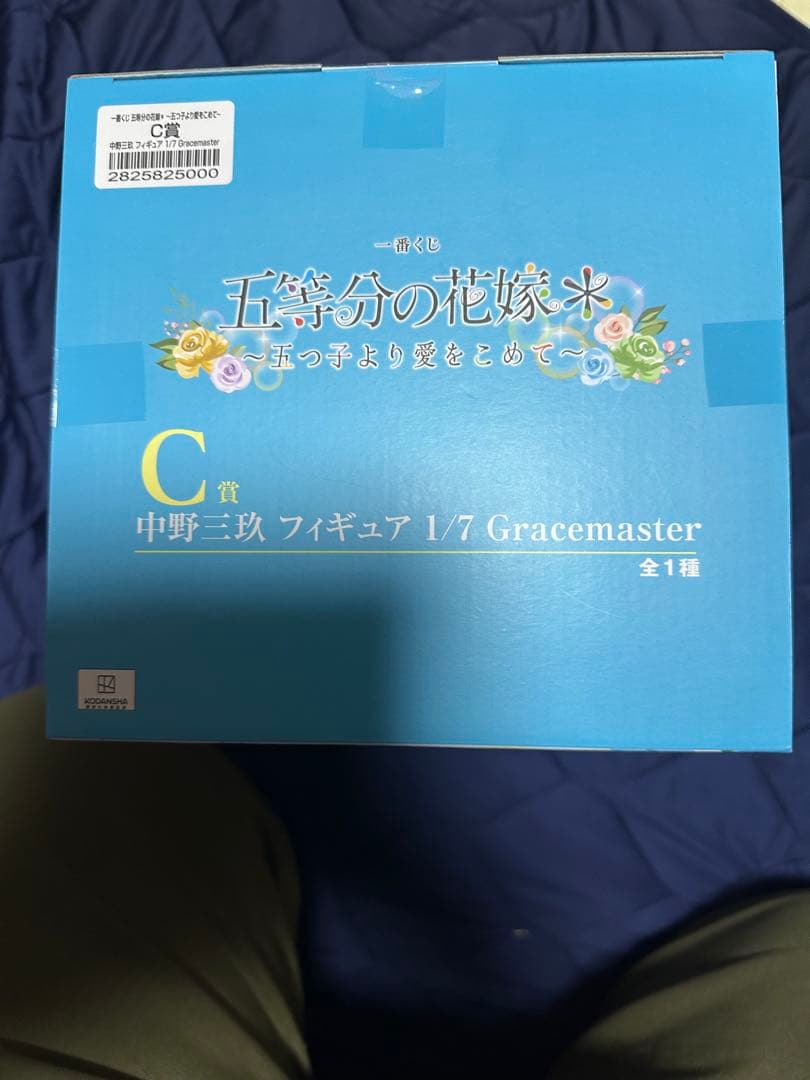 一番くじ 五等分の花嫁* ～五つ子より愛をこめて～
C賞
中野三玖 フィギュア 1/7 Gracemaster
2825825000
一番くじ
五等分の花嫁*
～五つ子より愛をこめて～
C賞
中野三玖 フィギュア 1/7 Gracemaster
全1種
KODANSHA